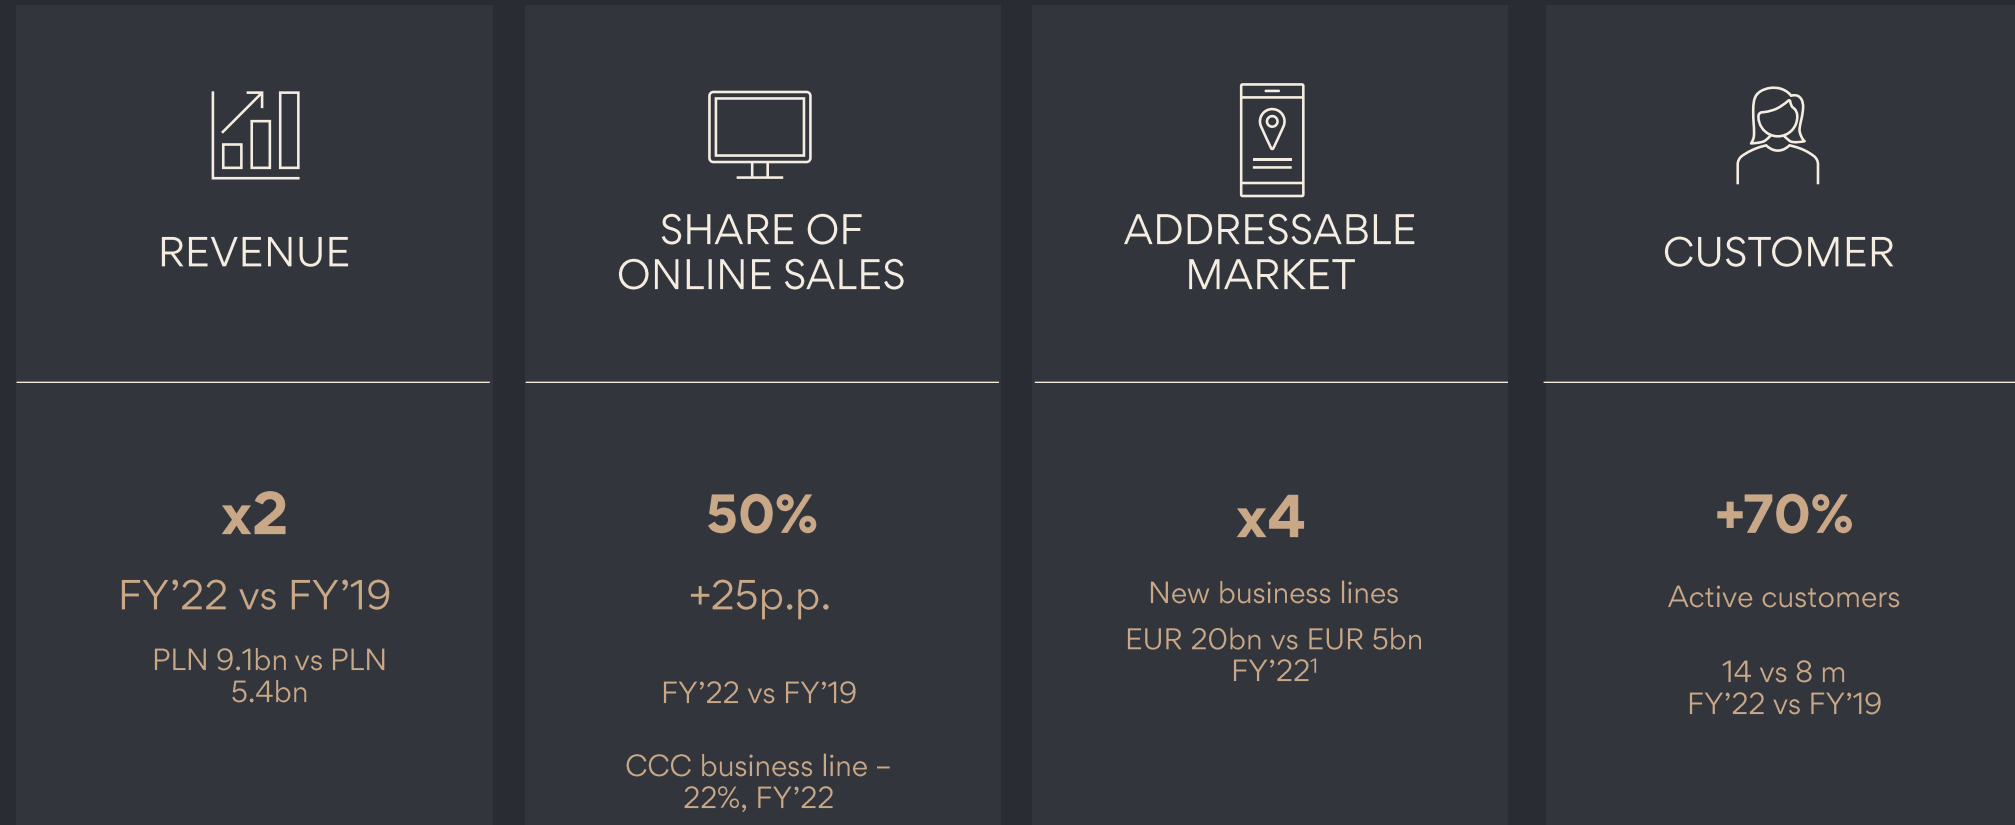 REVENUE
x2
FY’22 vs FY’19
PLN 9.1bn vs PLN
5.4bn
SHARE OF
ONLINE SALES
50%
+25p.p.
FY’22 vs FY’19
CCC business line –
22%, FY’22
ADDRESSABLE
MARKET
x4
New business lines
EUR 20bn vs EUR 5bn
FY’22¹
CUSTOMER
+70%
Active customers
14 vs 8 m
FY’22 vs FY’19